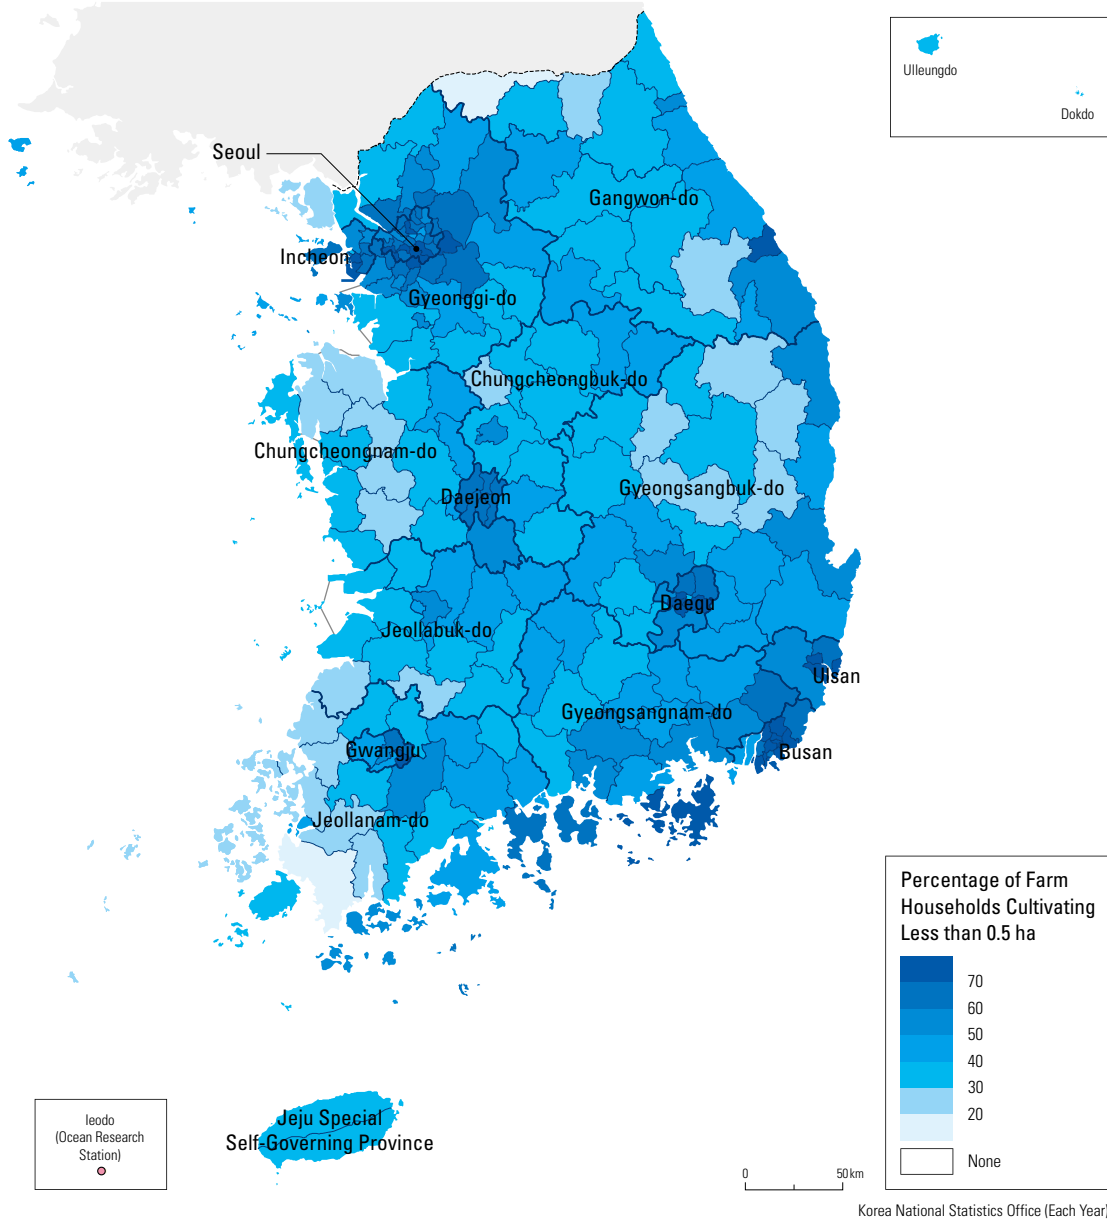 Ulleungdo
Dokdo
Seoul
Gangwon-do
Incheon
Gyeonggi-do
Chungcheongbuk-do
Chungcheongnam-do
Daejeon
Gyeongsangbuk-do
Daegu
Jeollabuk-do
Ulsan
Gyeongsangnam-do
Gwangju
Busan
Jeollanam-do
Percentage of Farm
Households Cultivating
Less than 0.5 ha
70
60
50
40
30
20
None
Ieodo
(Ocean Research
Station)
Jeju Special
Self-Governing Province
0
50 km
Korea National Statistics Office (Each Year)